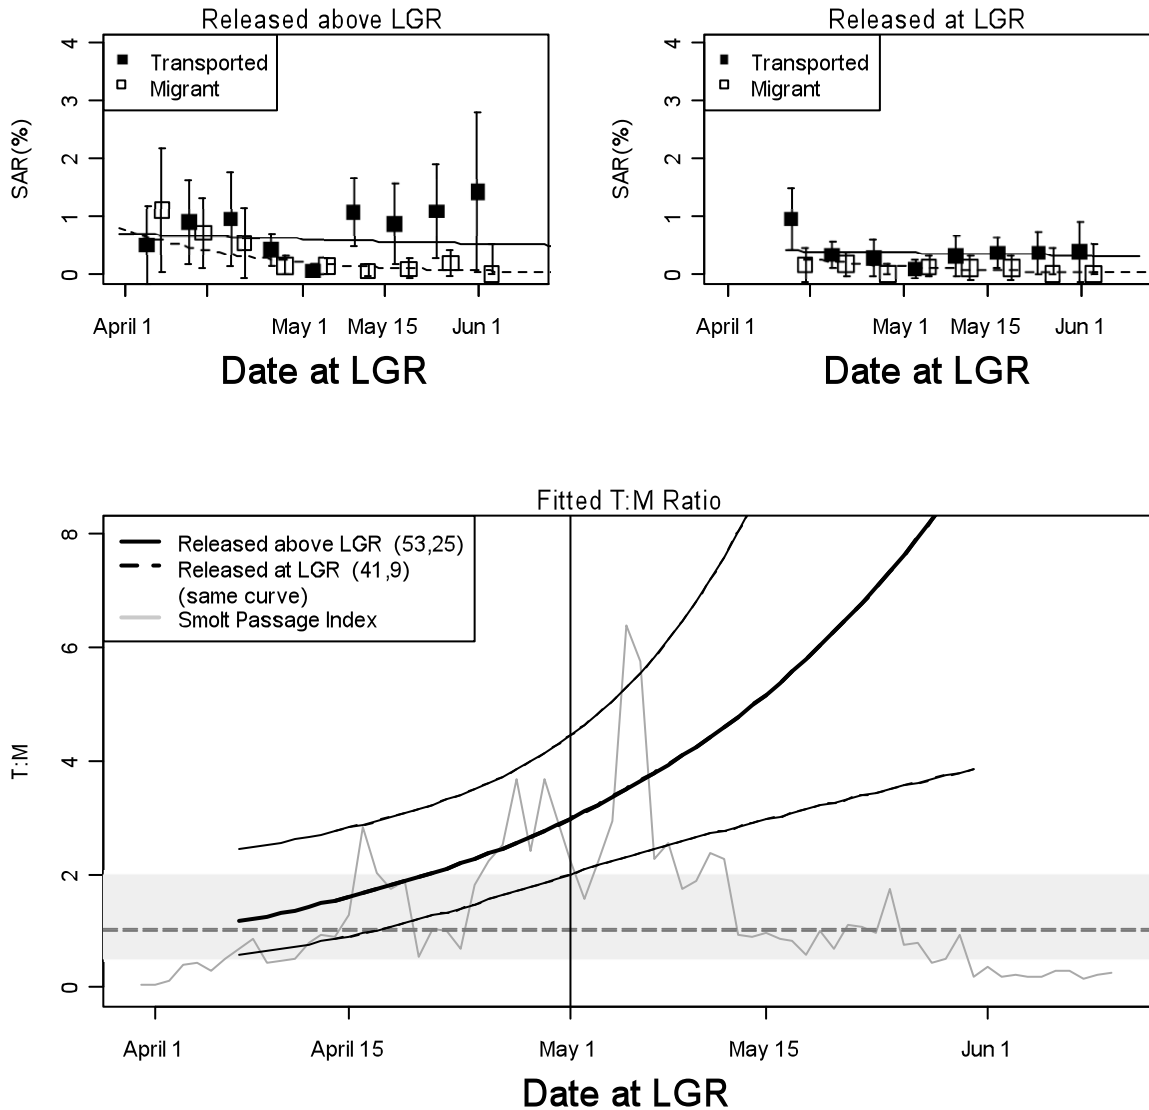 Released above LGR
4
3
2
1
0
SAR(%)
Transported
Migrant
April 1
May 1
May 15
Jun 1
Date at LGR
Released at LGR
4
3
2
1
0
SAR(%)
Transported
Migrant
April 1
May 1
May 15
Jun 1
Date at LGR
Fitted T:M Ratio
8
6
4
2
0
T:M
Released above LGR (53,25)
Released at LGR (41,9)
(same curve)
Smolt Passage Index
April 1
April 15
May 1
May 15
Jun 1
Date at LGR